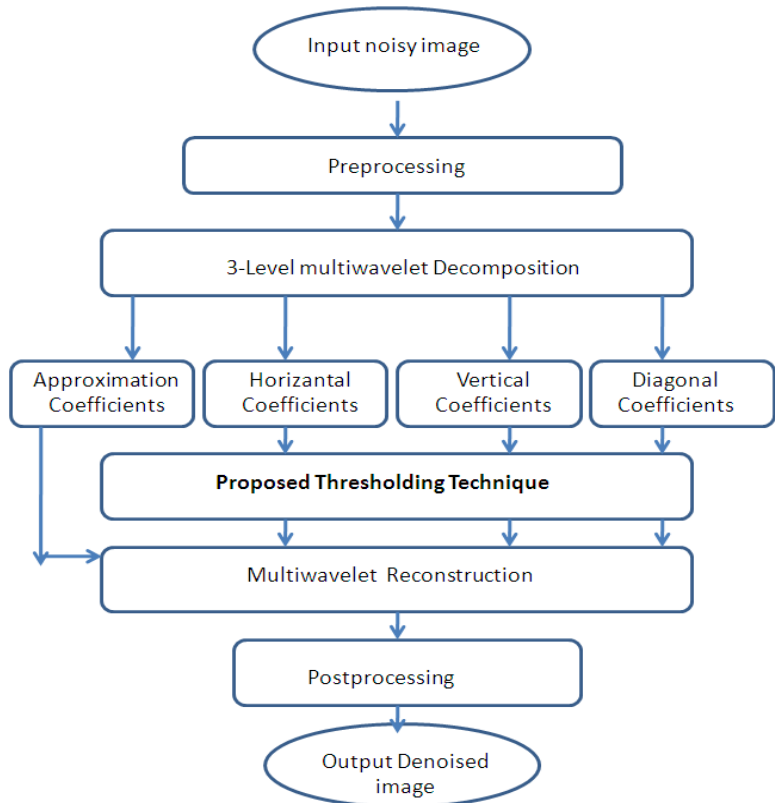 Input noisy image
Preprocessing
3-Level multiwavelet Decomposition
Approximation
Coefficients
Horizantal
Coefficients
Vertical
Coefficients
Diagonal
Coefficients
Proposed Thresholding Technique
Multiwavelet Reconstruction
Postprocessing
Output Denoised
image